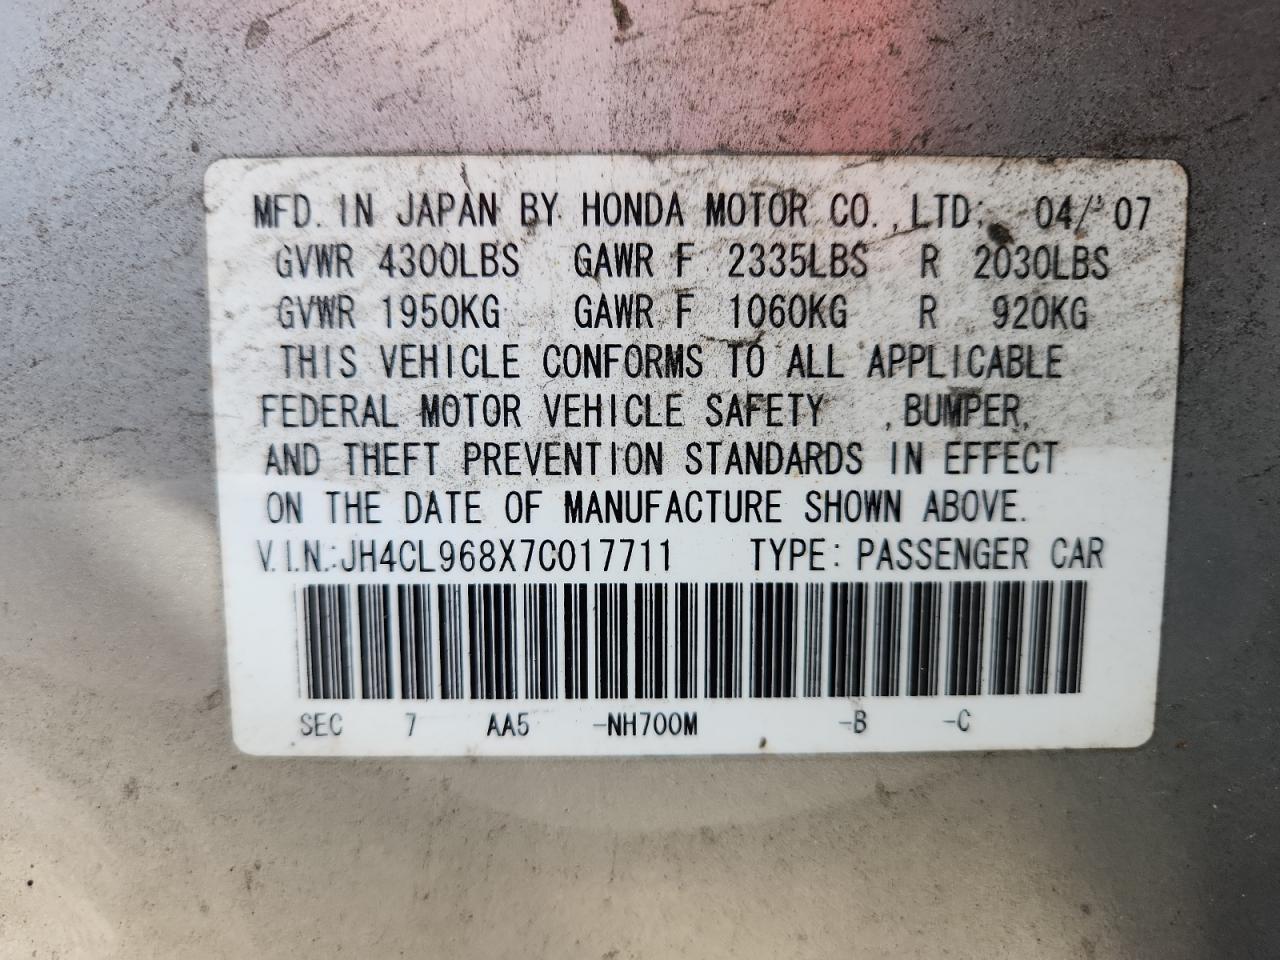 MFD. IN JAPAN BY HONDA MOTOR CO., LTD. 04/'07
GVWR 4300LBS GAWR F 2335LBS R 2030LBS
GVWR 1950KG GAWR F 1060KG R 920KG
THIS VEHICLE CONFORMS TO ALL APPLICABLE
FEDERAL MOTOR VEHICLE SAFETY , BUMPER,
AND THEFT PREVENTION STANDARDS IN EFFECT
ON THE DATE OF MANUFACTURE SHOWN ABOVE.
V.I.N.:JH4CL968X7C017711 TYPE: PASSENGER CAR
SEC 7 AA5 -NH700M -B -C